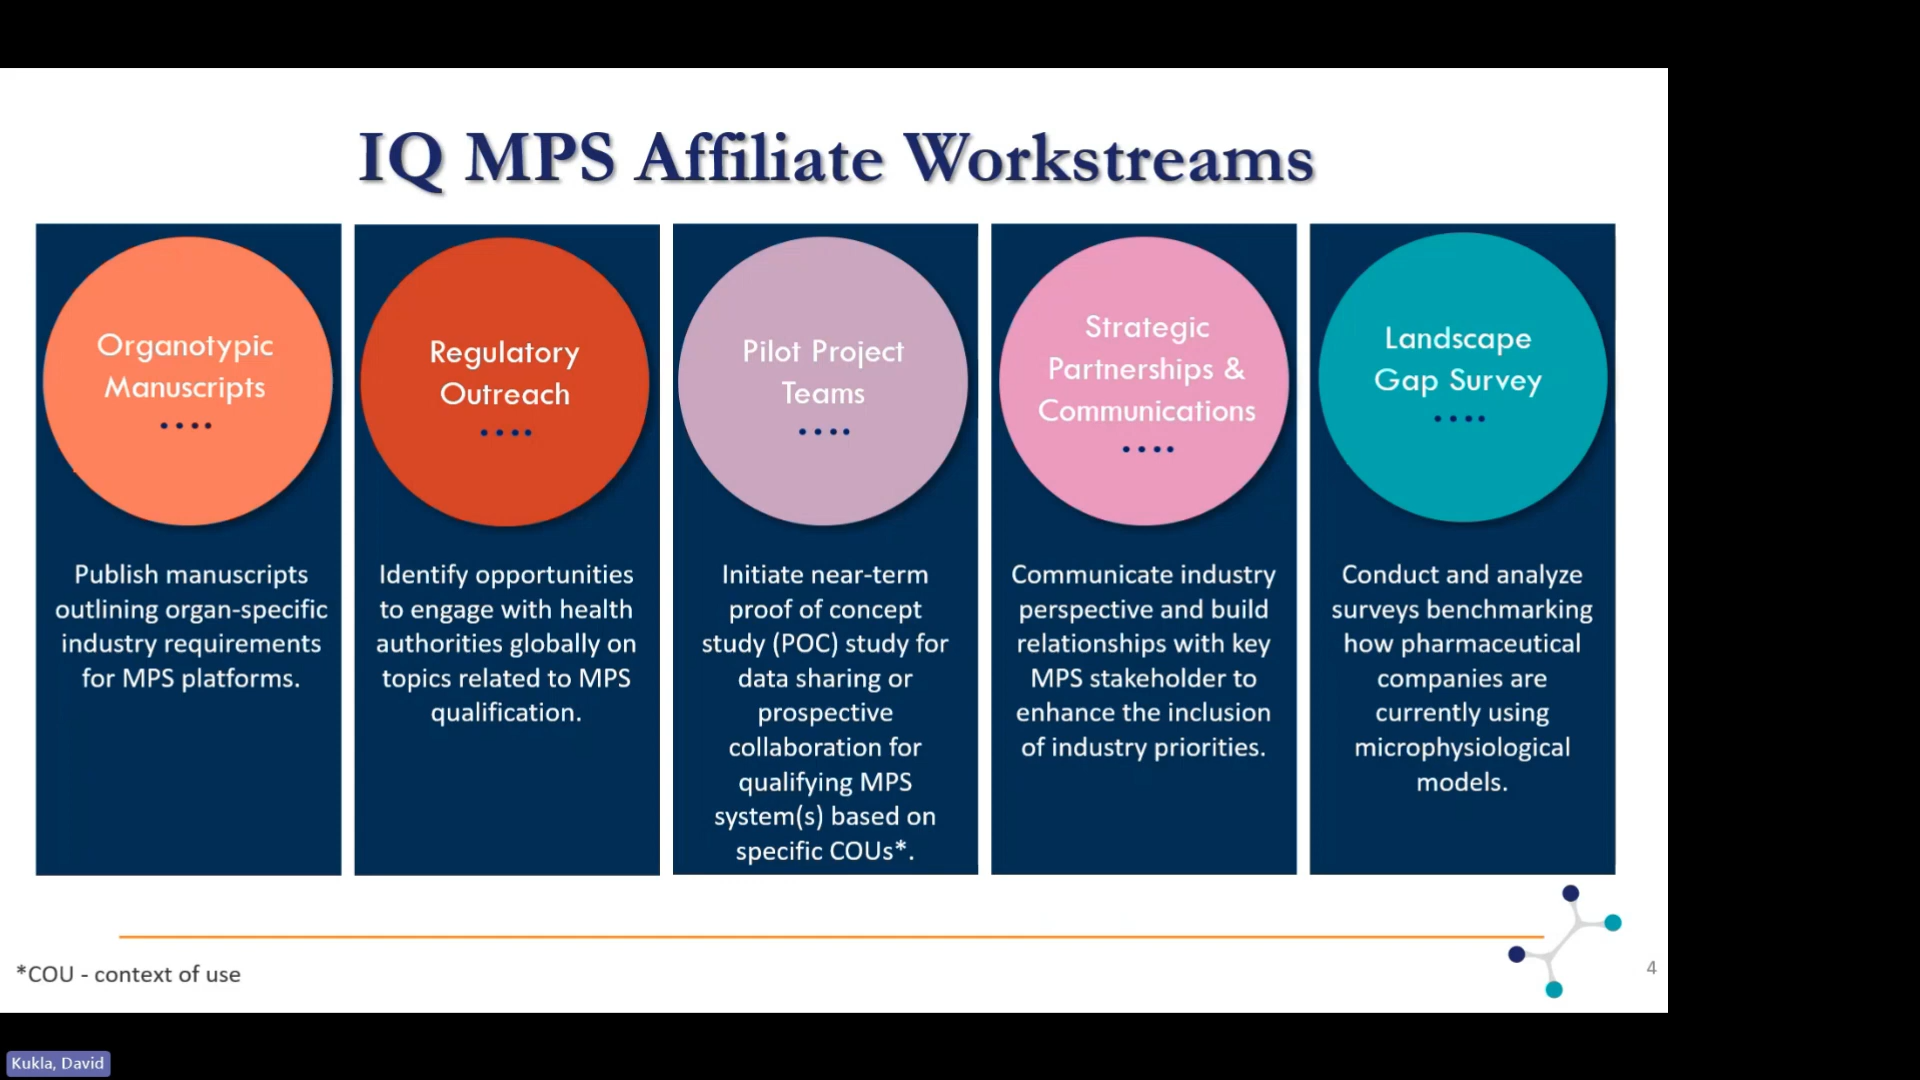 IQ MPS Affiliate Workstreams
Organotypic
Manuscripts
Publish manuscripts
outlining organ-specific
industry requirements
for MPS platforms.
Regulatory
Outreach
Identify opportunities
to engage with health
authorities globally on
topics related to MPS
qualification.
Pilot Project
Teams
Initiate near-term
proof of concept
study (POC) study for
data sharing or
prospective
collaboration for
qualifying MPS
system(s) based on
specific COUs*.
Strategic
Partnerships &
Communications
Communicate industry
perspective and build
relationships with key
MPS stakeholder to
enhance the inclusion
of industry priorities.
Landscape
Gap Survey
Conduct and analyze
surveys benchmarking
how pharmaceutical
companies are
currently using
microphysiological
models.
*COU - context of use
4
Kukla, David